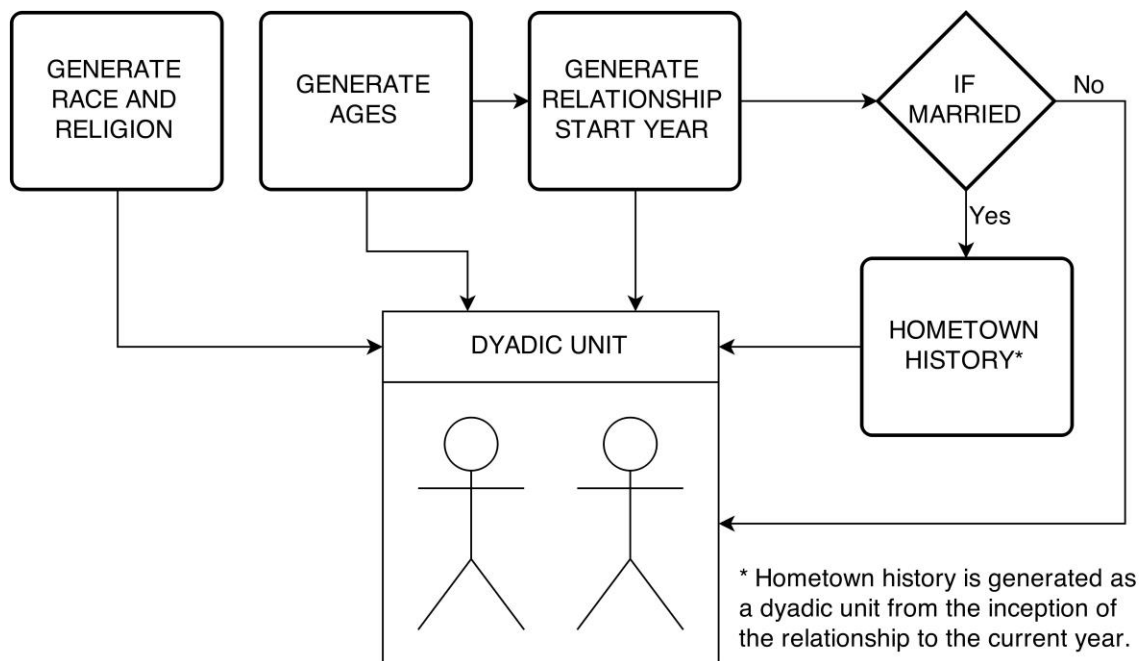 GENERATE
RACE AND
RELIGION
GENERATE
AGES
GENERATE
RELATIONSHIP
START YEAR
IF
MARRIED
No
Yes
HOMETOWN
HISTORY*
DYADIC UNIT
* Hometown history is generated as
a dyadic unit from the inception of
the relationship to the current year.